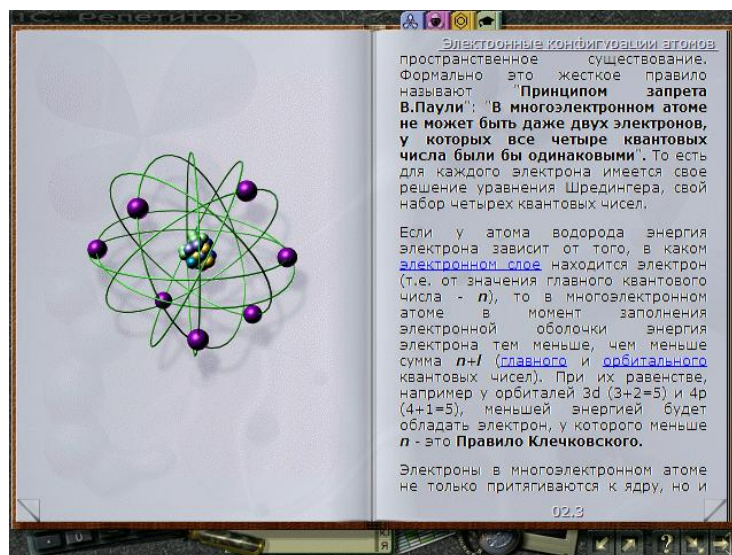 1С: Репетитор
Электронные конфигурации атомов
пространственное существование.
Формально это жесткое правило
называют "Принципом запрета
В.Паули": "В многоэлектронном атоме
не может быть даже двух электронов,
у которых все четыре квантовых
числа были бы одинаковыми". То есть
для каждого электрона имеется свое
решение уравнения Шредингера, свой
набор четырех квантовых чисел.
Если у атома водорода энергия
электрона зависит от того, в каком
электронном слое находится электрон
(т.е. от значения главного квантового
числа - n), то в многоэлектронном
атоме в момент заполнения
электронной оболочки энергия
электрона тем меньше, чем меньше
сумма n+l (главного и орбитального
квантовых чисел). При их равенстве,
например у орбиталей 3d (3+2=5) и 4p
(4+1=5), меньшей энергией будет
обладать электрон, у которого меньше
n - это Правило Клечковского.
Электроны в многоэлектронном атоме
не только притягиваются к ядру, но и
02.3
Я
?